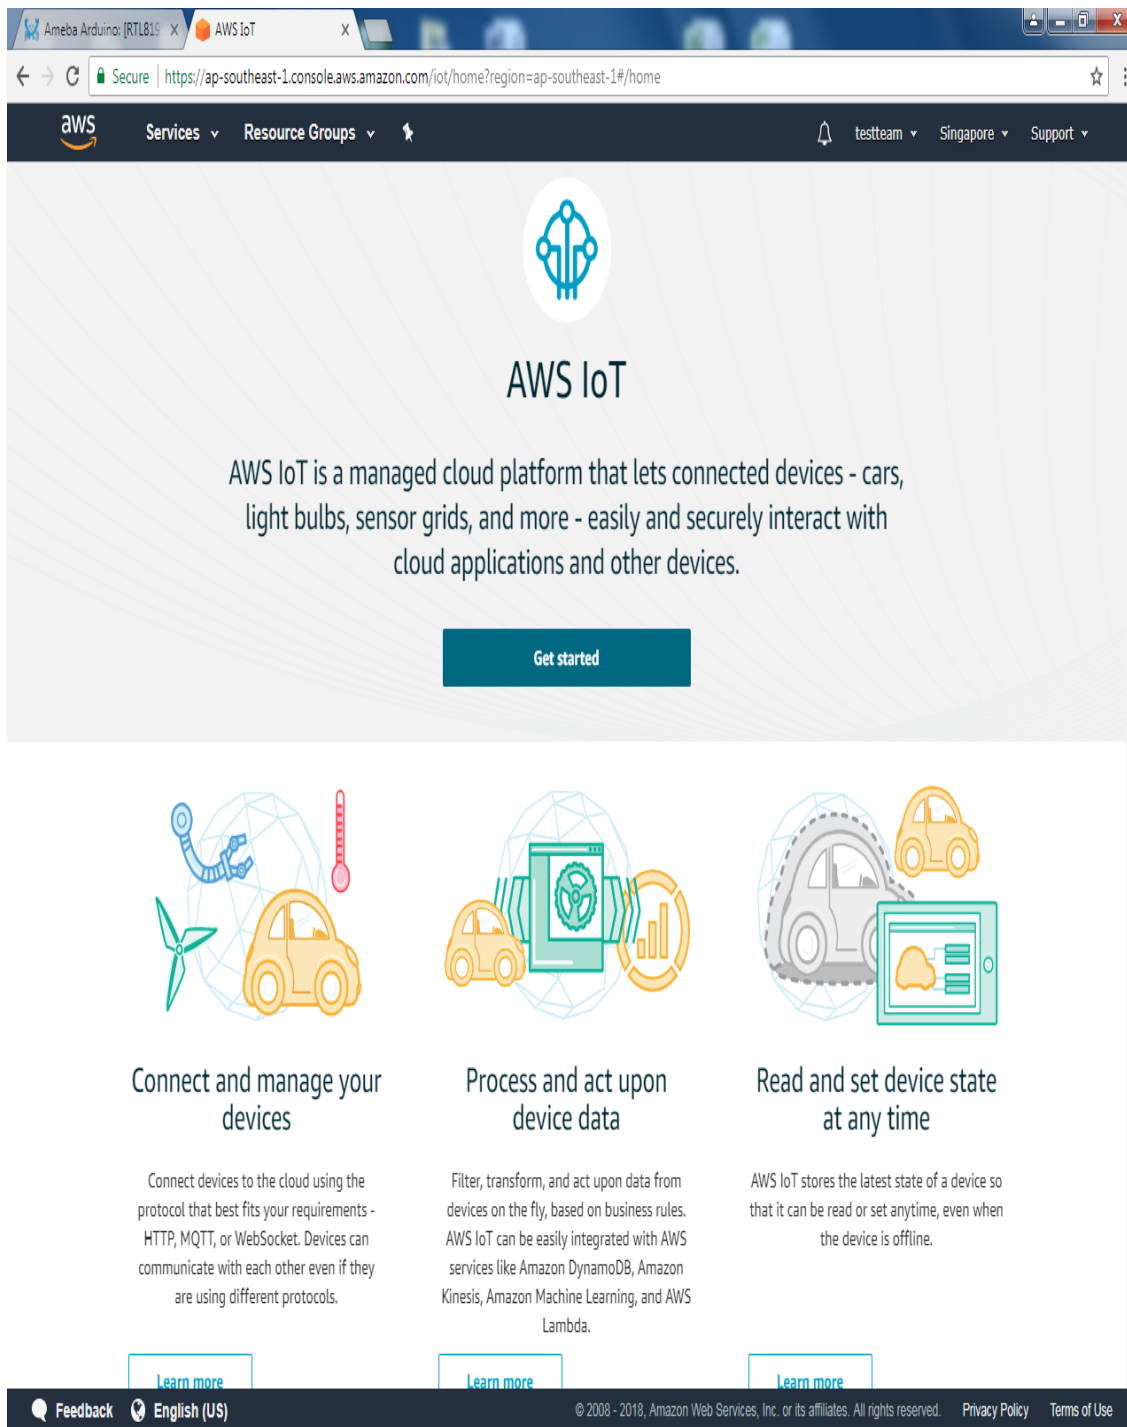 Ameba Arduino: [RTL819
AWS IoT
Secure
https://ap-southeast-1.console.aws.amazon.com/iot/home?region=ap-southeast-1#/home
aws
Services
Resource Groups
testteam
Singapore
Support
AWS IoT
AWS IoT is a managed cloud platform that lets connected devices - cars,
light bulbs, sensor grids, and more - easily and securely interact with
cloud applications and other devices.
Get started
Connect and manage your
devices
Connect devices to the cloud using the
protocol that best fits your requirements -
HTTP, MQTT, or WebSocket. Devices can
communicate with each other even if they
are using different protocols.
Learn more
Process and act upon
device data
Filter, transform, and act upon data from
devices on the fly, based on business rules.
AWS IoT can be easily integrated with AWS
services like Amazon DynamoDB, Amazon
Kinesis, Amazon Machine Learning, and AWS
Lambda.
Learn more
Read and set device state
at any time
AWS IoT stores the latest state of a device so
that it can be read or set anytime, even when
the device is offline.
Learn more
Feedback
English (US)
© 2008 - 2018, Amazon Web Services, Inc. or its affiliates. All rights reserved.
Privacy Policy
Terms of Use